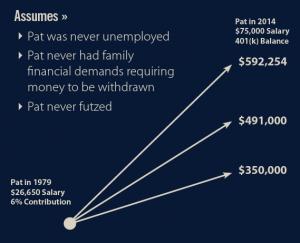 Assumes »
Pat was never unemployed
Pat never had family
financial demands requiring
money to be withdrawn
Pat never futzed
Pat in 2014
$75,000 Salary
401(k) Balance
$592,254
$491,000
$350,000
Pat in 1979
$26,650 Salary
6% Contribution